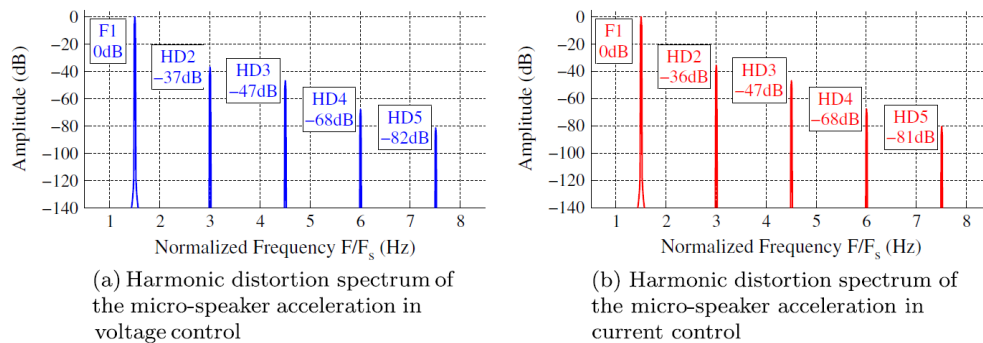 Amplitude (dB)
0
−20
−40
−60
−80
−100
−120
−140
F1
0dB
HD2
−37dB
HD3
−47dB
HD4
−68dB
HD5
−82dB
1 2 3 4 5 6 7 8
Normalized Frequency F/Fs (Hz)
(a) Harmonic distortion spectrum of
the micro-speaker acceleration in
voltage control
Amplitude (dB)
0
−20
−40
−60
−80
−100
−120
−140
F1
0dB
HD2
−36dB
HD3
−47dB
HD4
−68dB
HD5
−81dB
1 2 3 4 5 6 7 8
Normalized Frequency F/Fs (Hz)
(b) Harmonic distortion spectrum of
the micro-speaker acceleration in
current control